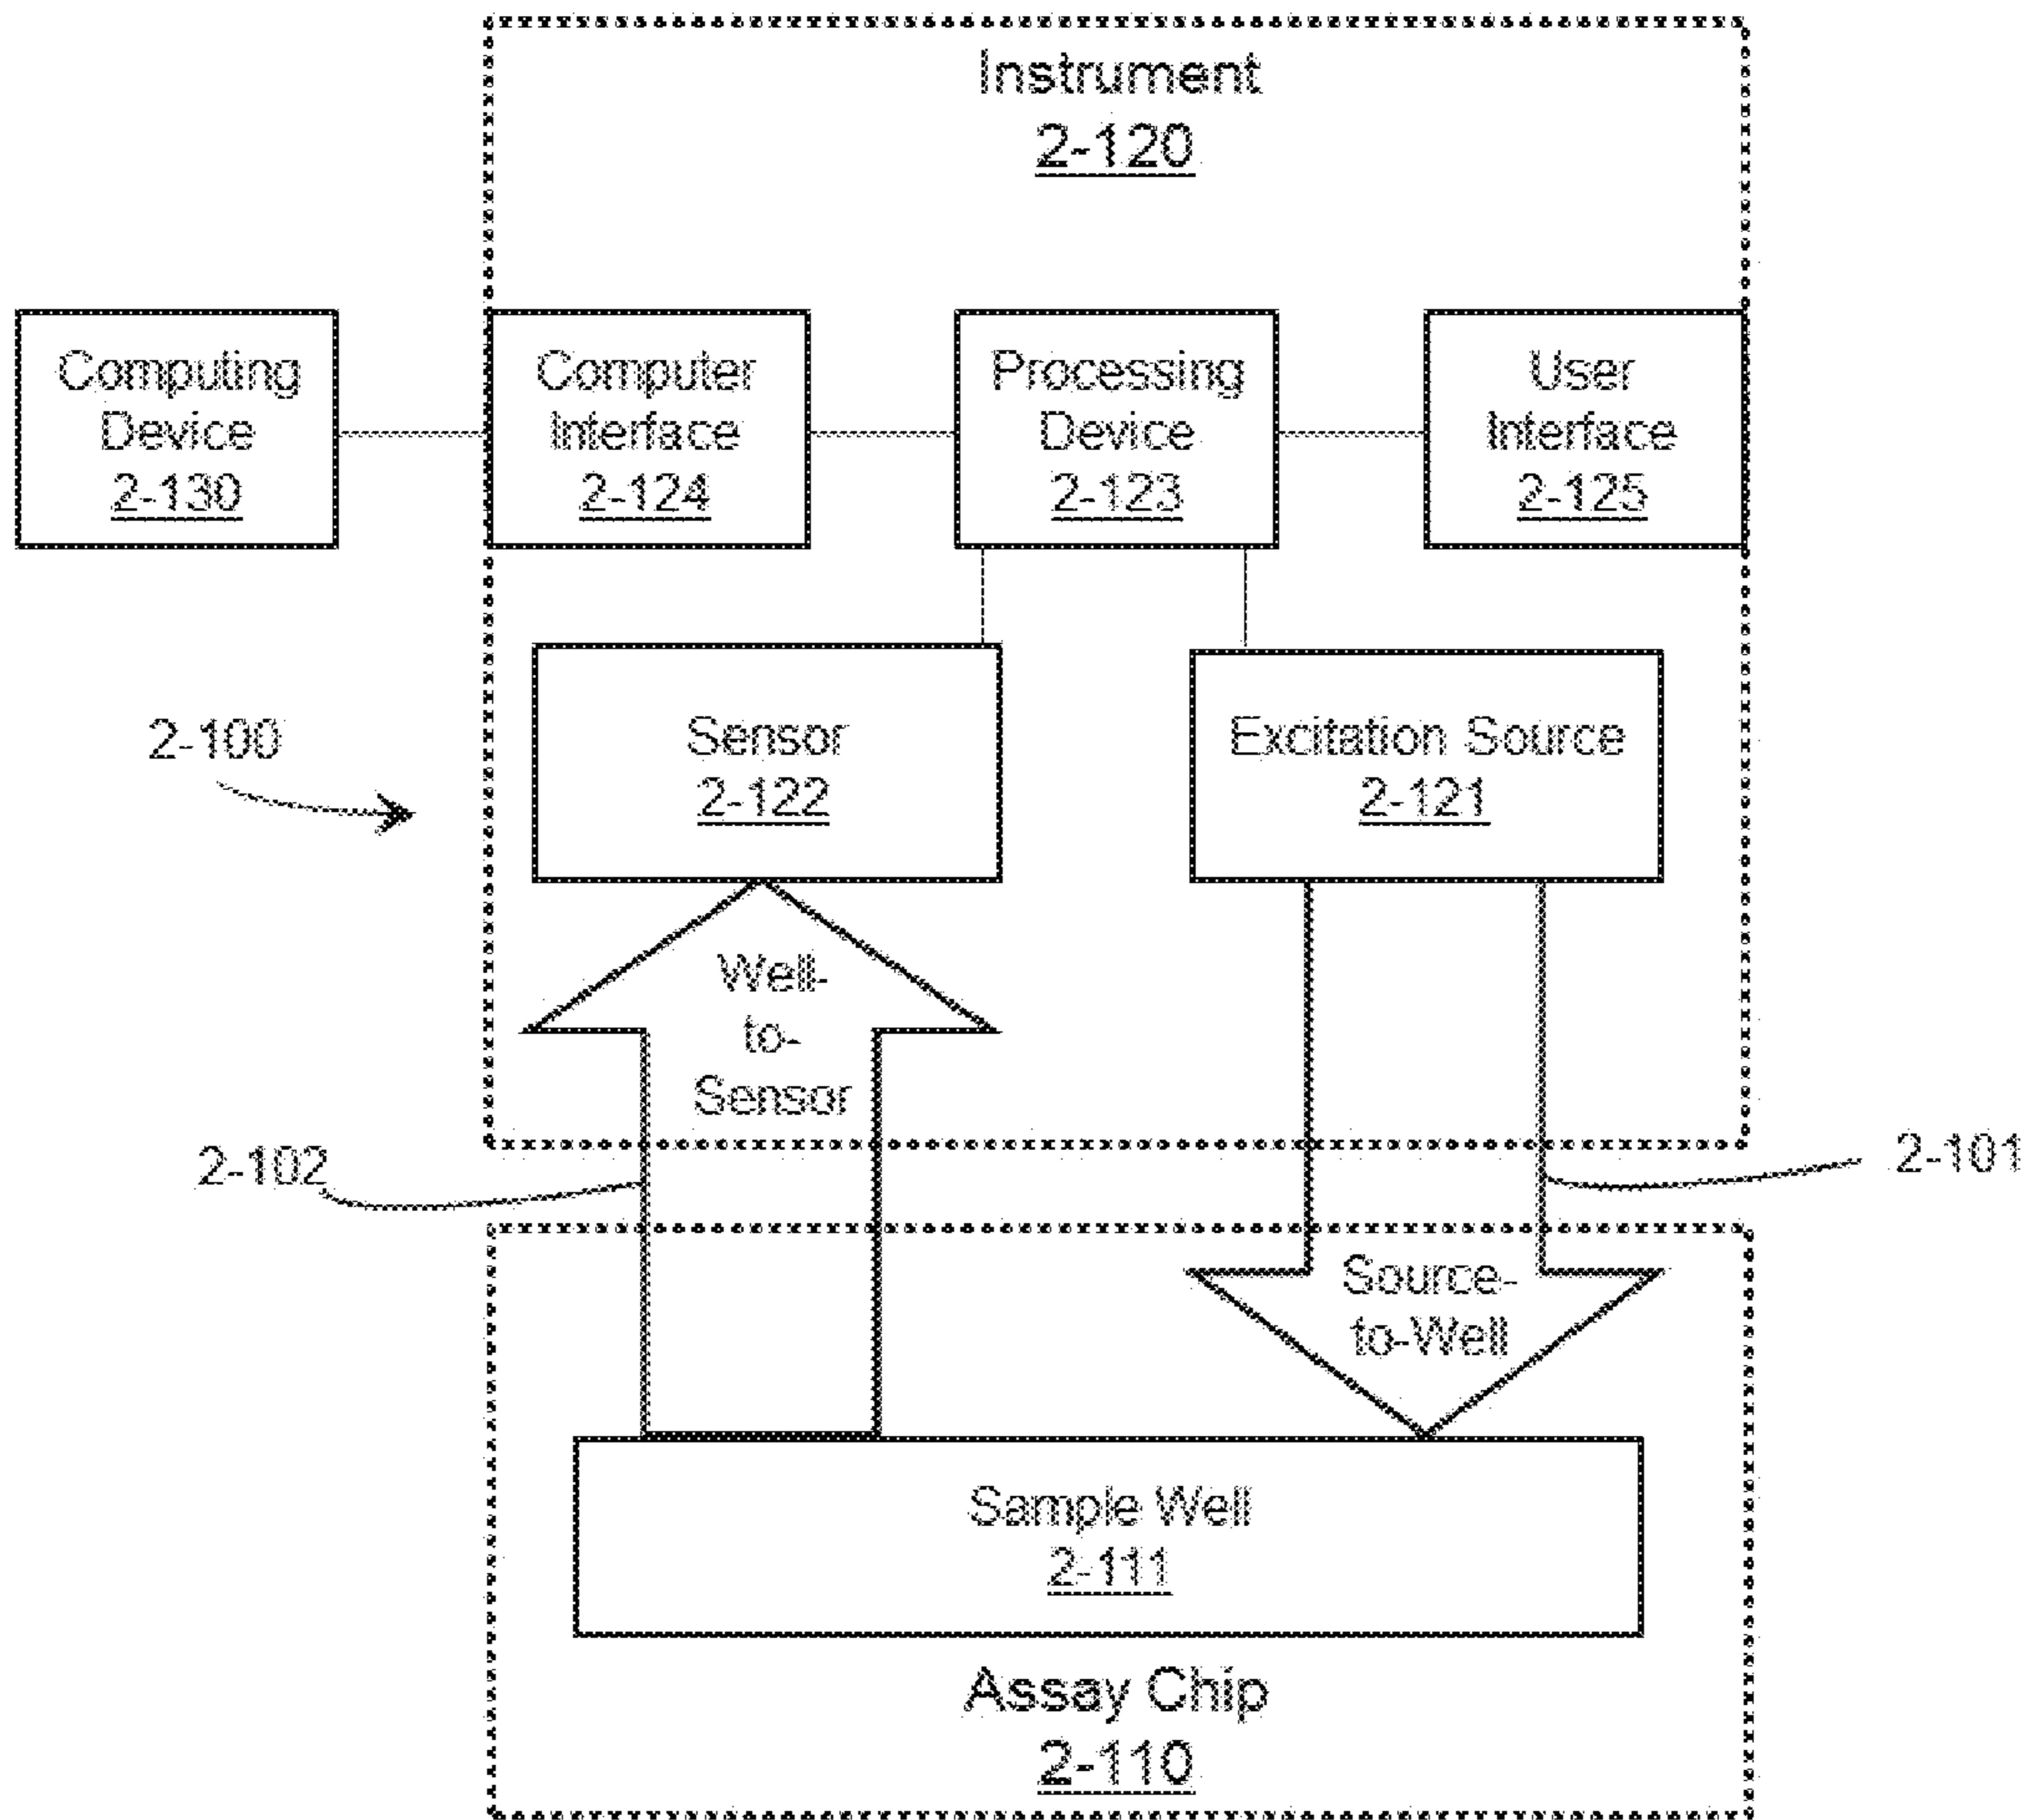 Instrument
2-120
Computing
Device
2-130
Computer
Interface
2-124
Processing
Device
2-123
User
Interface
2-125
2-100
Sensor
2-122
Excitation Source
2-121
Well-
to-
Sensor
2-102
2-101
Source-
to-Well
Sample Well
2-111
Assay Chip
2-110